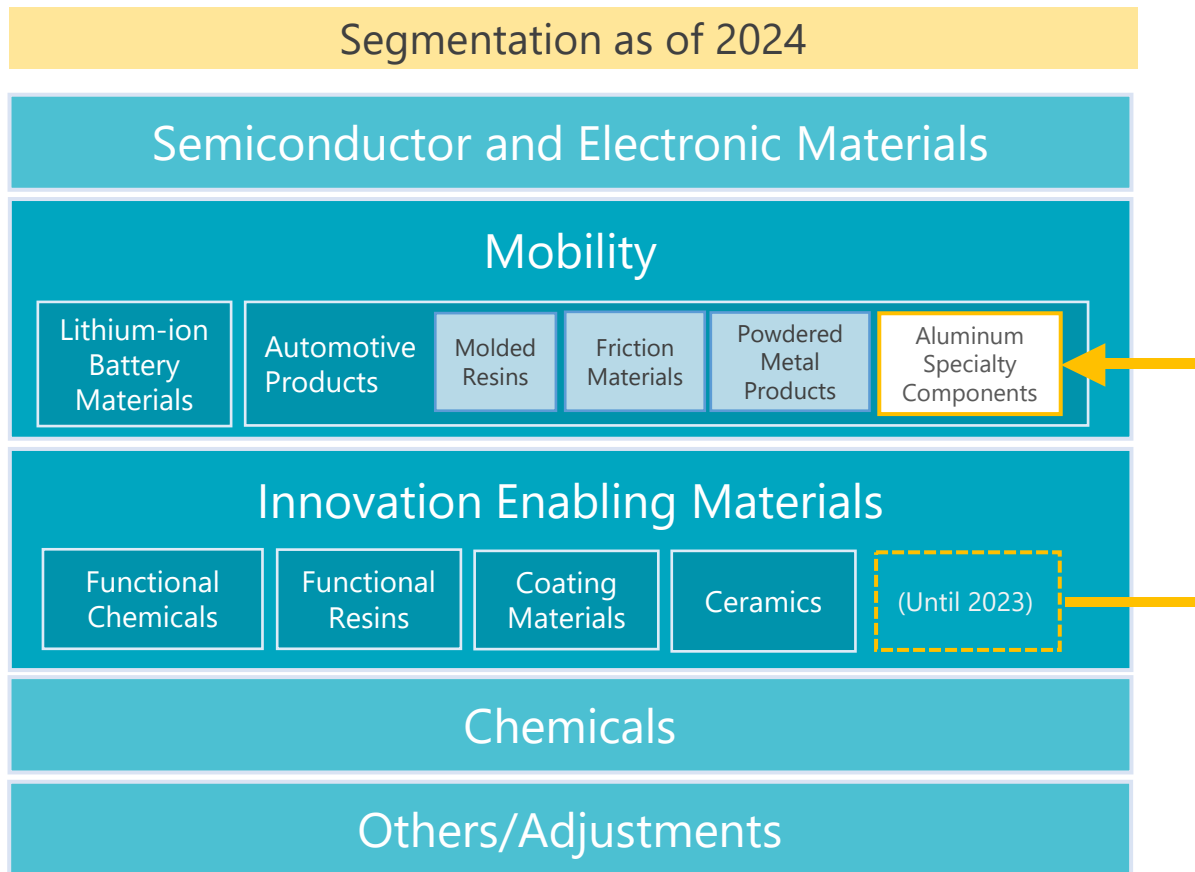 Segmentation as of 2024
Semiconductor and Electronic Materials
Mobility
Lithium-ion
Battery
Materials
Automotive
Products
Molded
Resins
Friction
Materials
Powdered
Metal
Products
Aluminum
Specialty
Components
Innovation Enabling Materials
Functional
Chemicals
Functional
Resins
Coating
Materials
Ceramics
(Until 2023)
Chemicals
Others/Adjustments